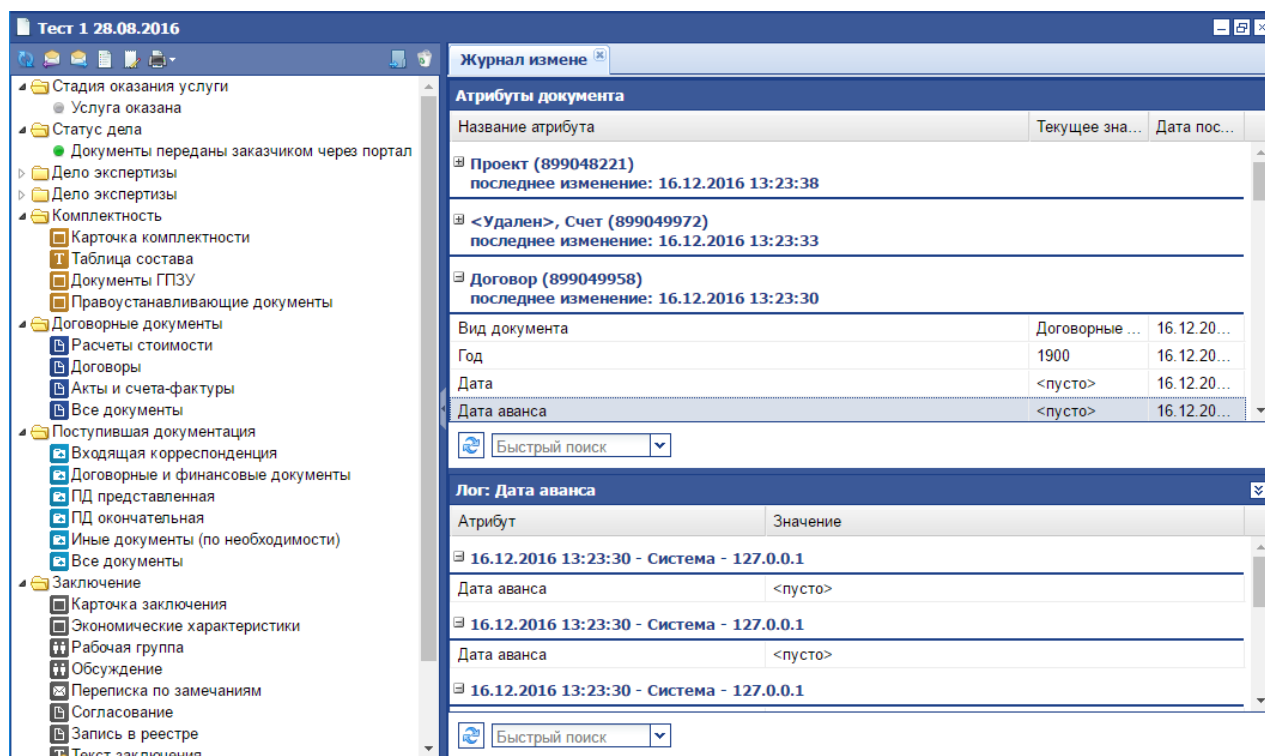 Тест 1 28.08.2016
Стадия оказания услуги
Услуга оказана
Статус дела
Документы переданы заказчиком через портал
Дело экспертизы
Дело экспертизы
Комплектность
Карточка комплектности
Таблица состава
Документы ГПЗУ
Правоустанавливающие документы
Договорные документы
Расчеты стоимости
Договоры
Акты и счета-фактуры
Все документы
Поступившая документация
Входящая корреспонденция
Договорные и финансовые документы
ПД представленная
ПД окончательная
Иные документы (по необходимости)
Все документы
Заключение
Карточка заключения
Экономические характеристики
Рабочая группа
Обсуждение
Переписка по замечаниям
Согласование
Запись в реестре
Текст заключения
Журнал измене
Атрибуты документа
Название атрибута Текущее зна... Дата пос...
Проект (899048221)
последнее изменение: 16.12.2016 13:23:38
<Удален>, Счет (899049972)
последнее изменение: 16.12.2016 13:23:33
Договор (899049958)
последнее изменение: 16.12.2016 13:23:30
Вид документа Договорные ... 16.12.20...
Год 1900 16.12.20...
Дата <пусто> 16.12.20...
Дата аванса <пусто> 16.12.20...
Быстрый поиск
Лог: Дата аванса
Атрибут Значение
16.12.2016 13:23:30 - Система - 127.0.0.1
Дата аванса <пусто>
16.12.2016 13:23:30 - Система - 127.0.0.1
Дата аванса <пусто>
16.12.2016 13:23:30 - Система - 127.0.0.1
Быстрый поиск